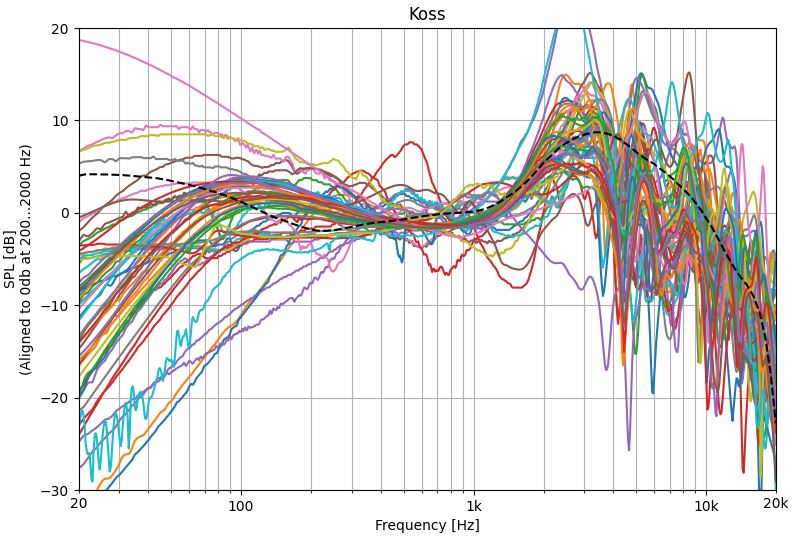 Koss
SPL [dB]
(Aligned to 0db at 200...2000 Hz)
20
10
0
−10
−20
−30
20
100
1k
10k
20k
Frequency [Hz]